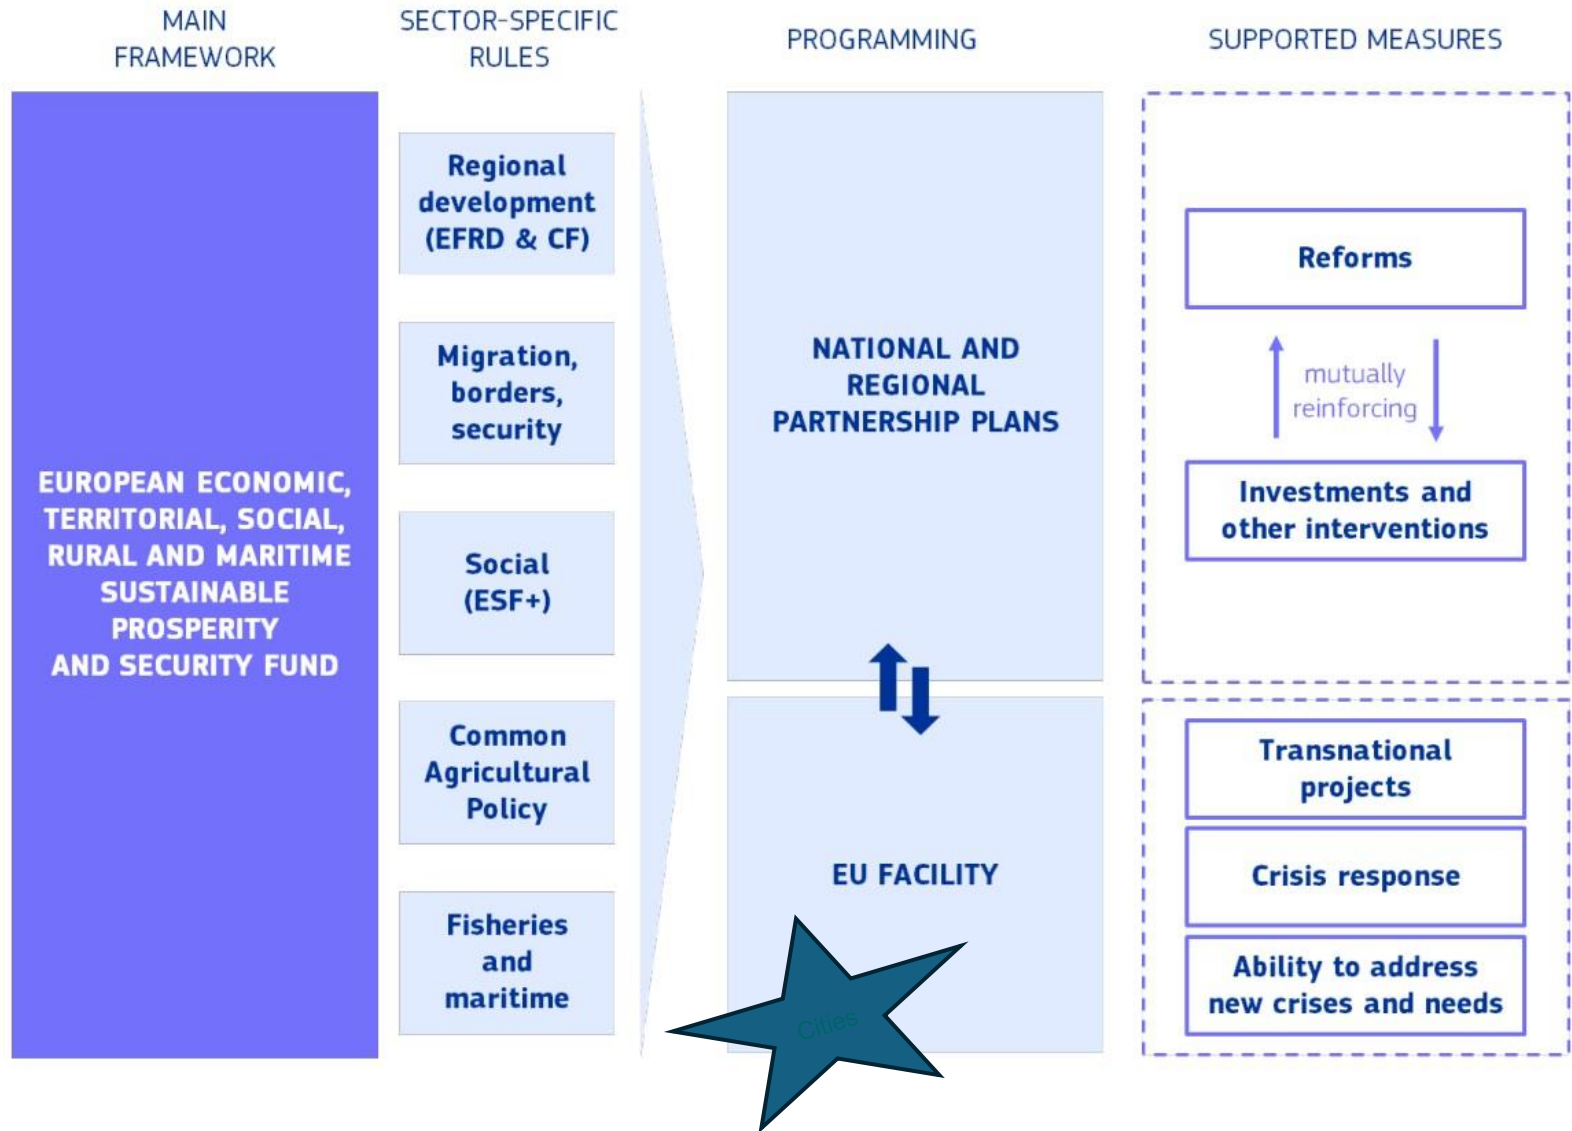 MAIN
FRAMEWORK
SECTOR-SPECIFIC
RULES
PROGRAMMING
SUPPORTED MEASURES
EUROPEAN ECONOMIC,
TERRITORIAL, SOCIAL,
RURAL AND MARITIME
SUSTAINABLE
PROSPERITY
AND SECURITY FUND
Regional
development
(EFRD & CF)
Migration,
borders,
security
Social
(ESF+)
Common
Agricultural
Policy
Fisheries
and
maritime
NATIONAL AND
REGIONAL
PARTNERSHIP PLANS
EU FACILITY
Cities
Reforms
mutually
reinforcing
Investments and
other interventions
Transnational
projects
Crisis response
Ability to address
new crises and needs